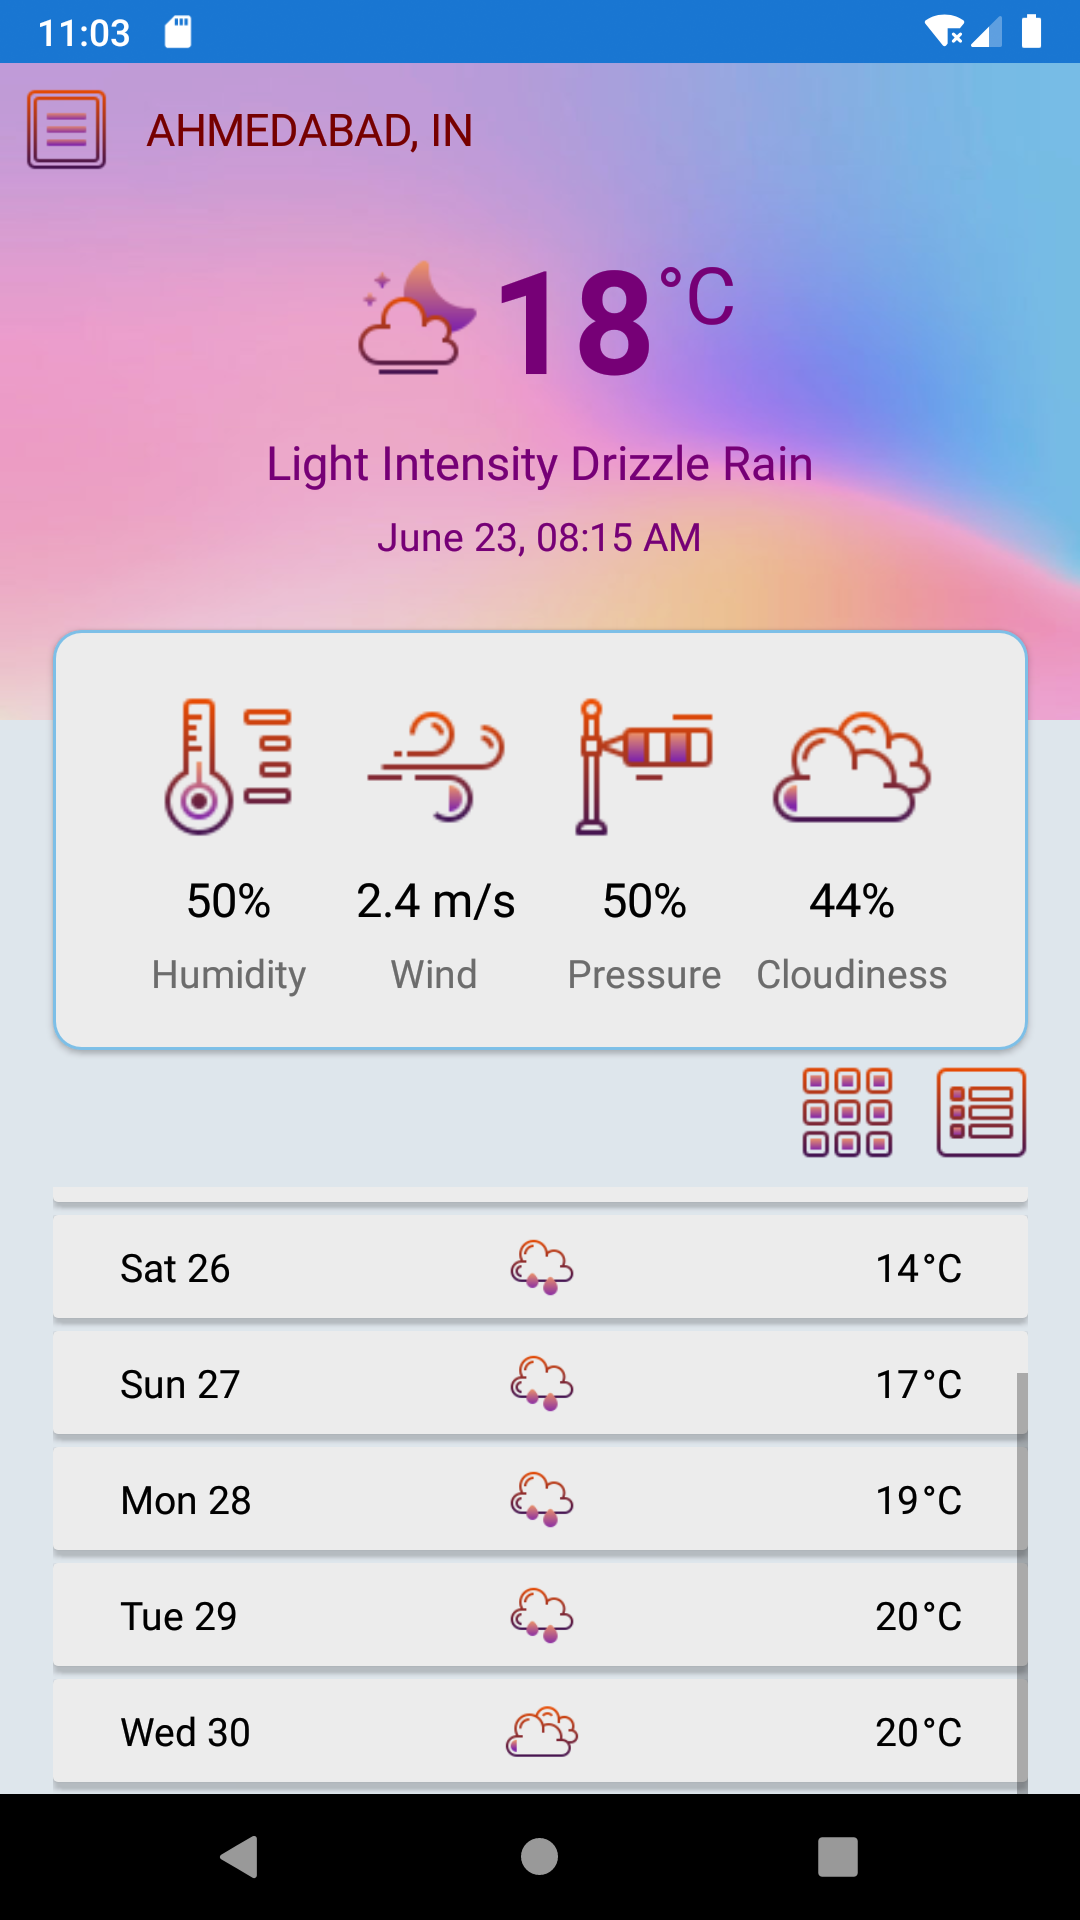 11:03
AHMEDABAD, IN
18°C
Light Intensity Drizzle Rain
June 23, 08:15 AM
50% 2.4 m/s 50% 44%
Humidity Wind Pressure Cloudiness
Sat 26 14°C
Sun 27 17°C
Mon 28 19°C
Tue 29 20°C
Wed 30 20°C